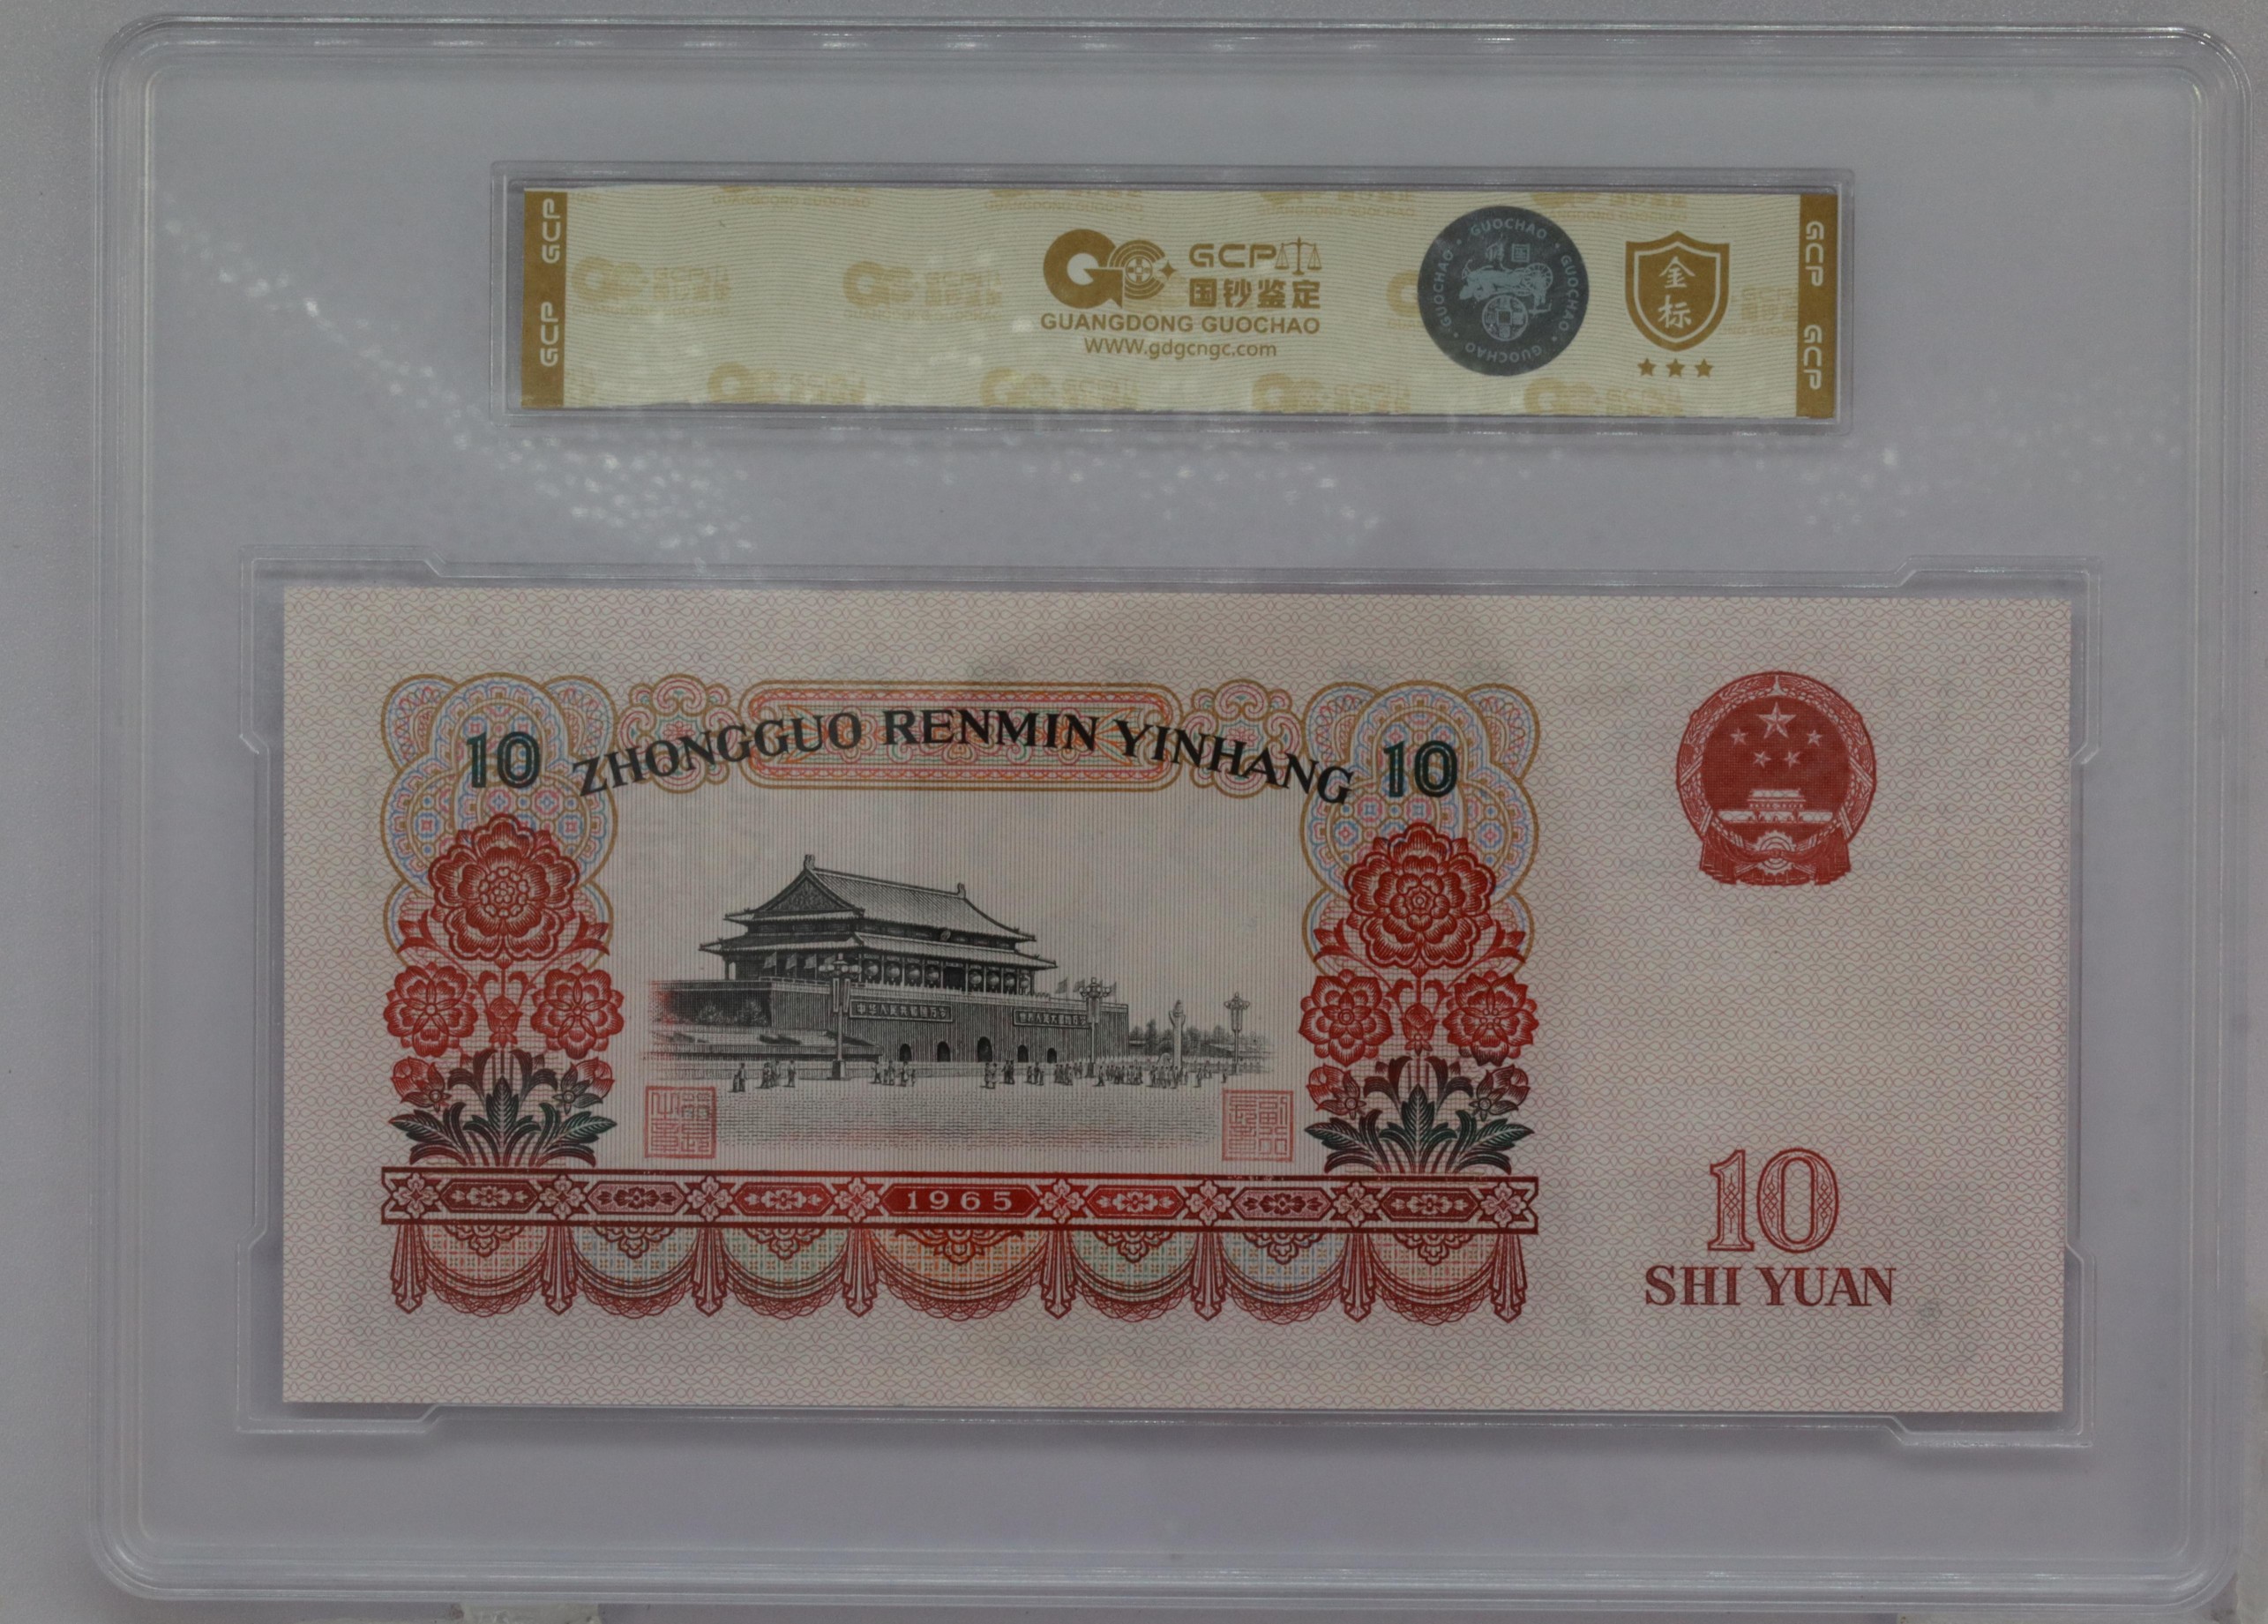 GCP
国钞鉴定
GUANGDONG GUOCHAO
WWW.gdgcngc.com
GUOCHAO · GUOCHAO · GUOCHAO · GUOCHAO
金
标
GCP GCP
GCP GCP
ZHONGGUO RENMIN YINHANG
10
10
1965
10
SHI YUAN